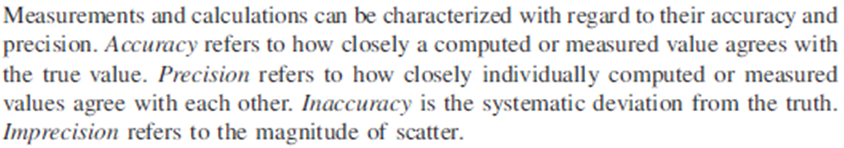 Measurements and calculations can be characterized with regard to their accuracy and
precision. Accuracy refers to how closely a computed or measured value agrees with
the true value. Precision refers to how closely individually computed or measured
values agree with each other. Inaccuracy is the systematic deviation from the truth.
Imprecision refers to the magnitude of scatter.